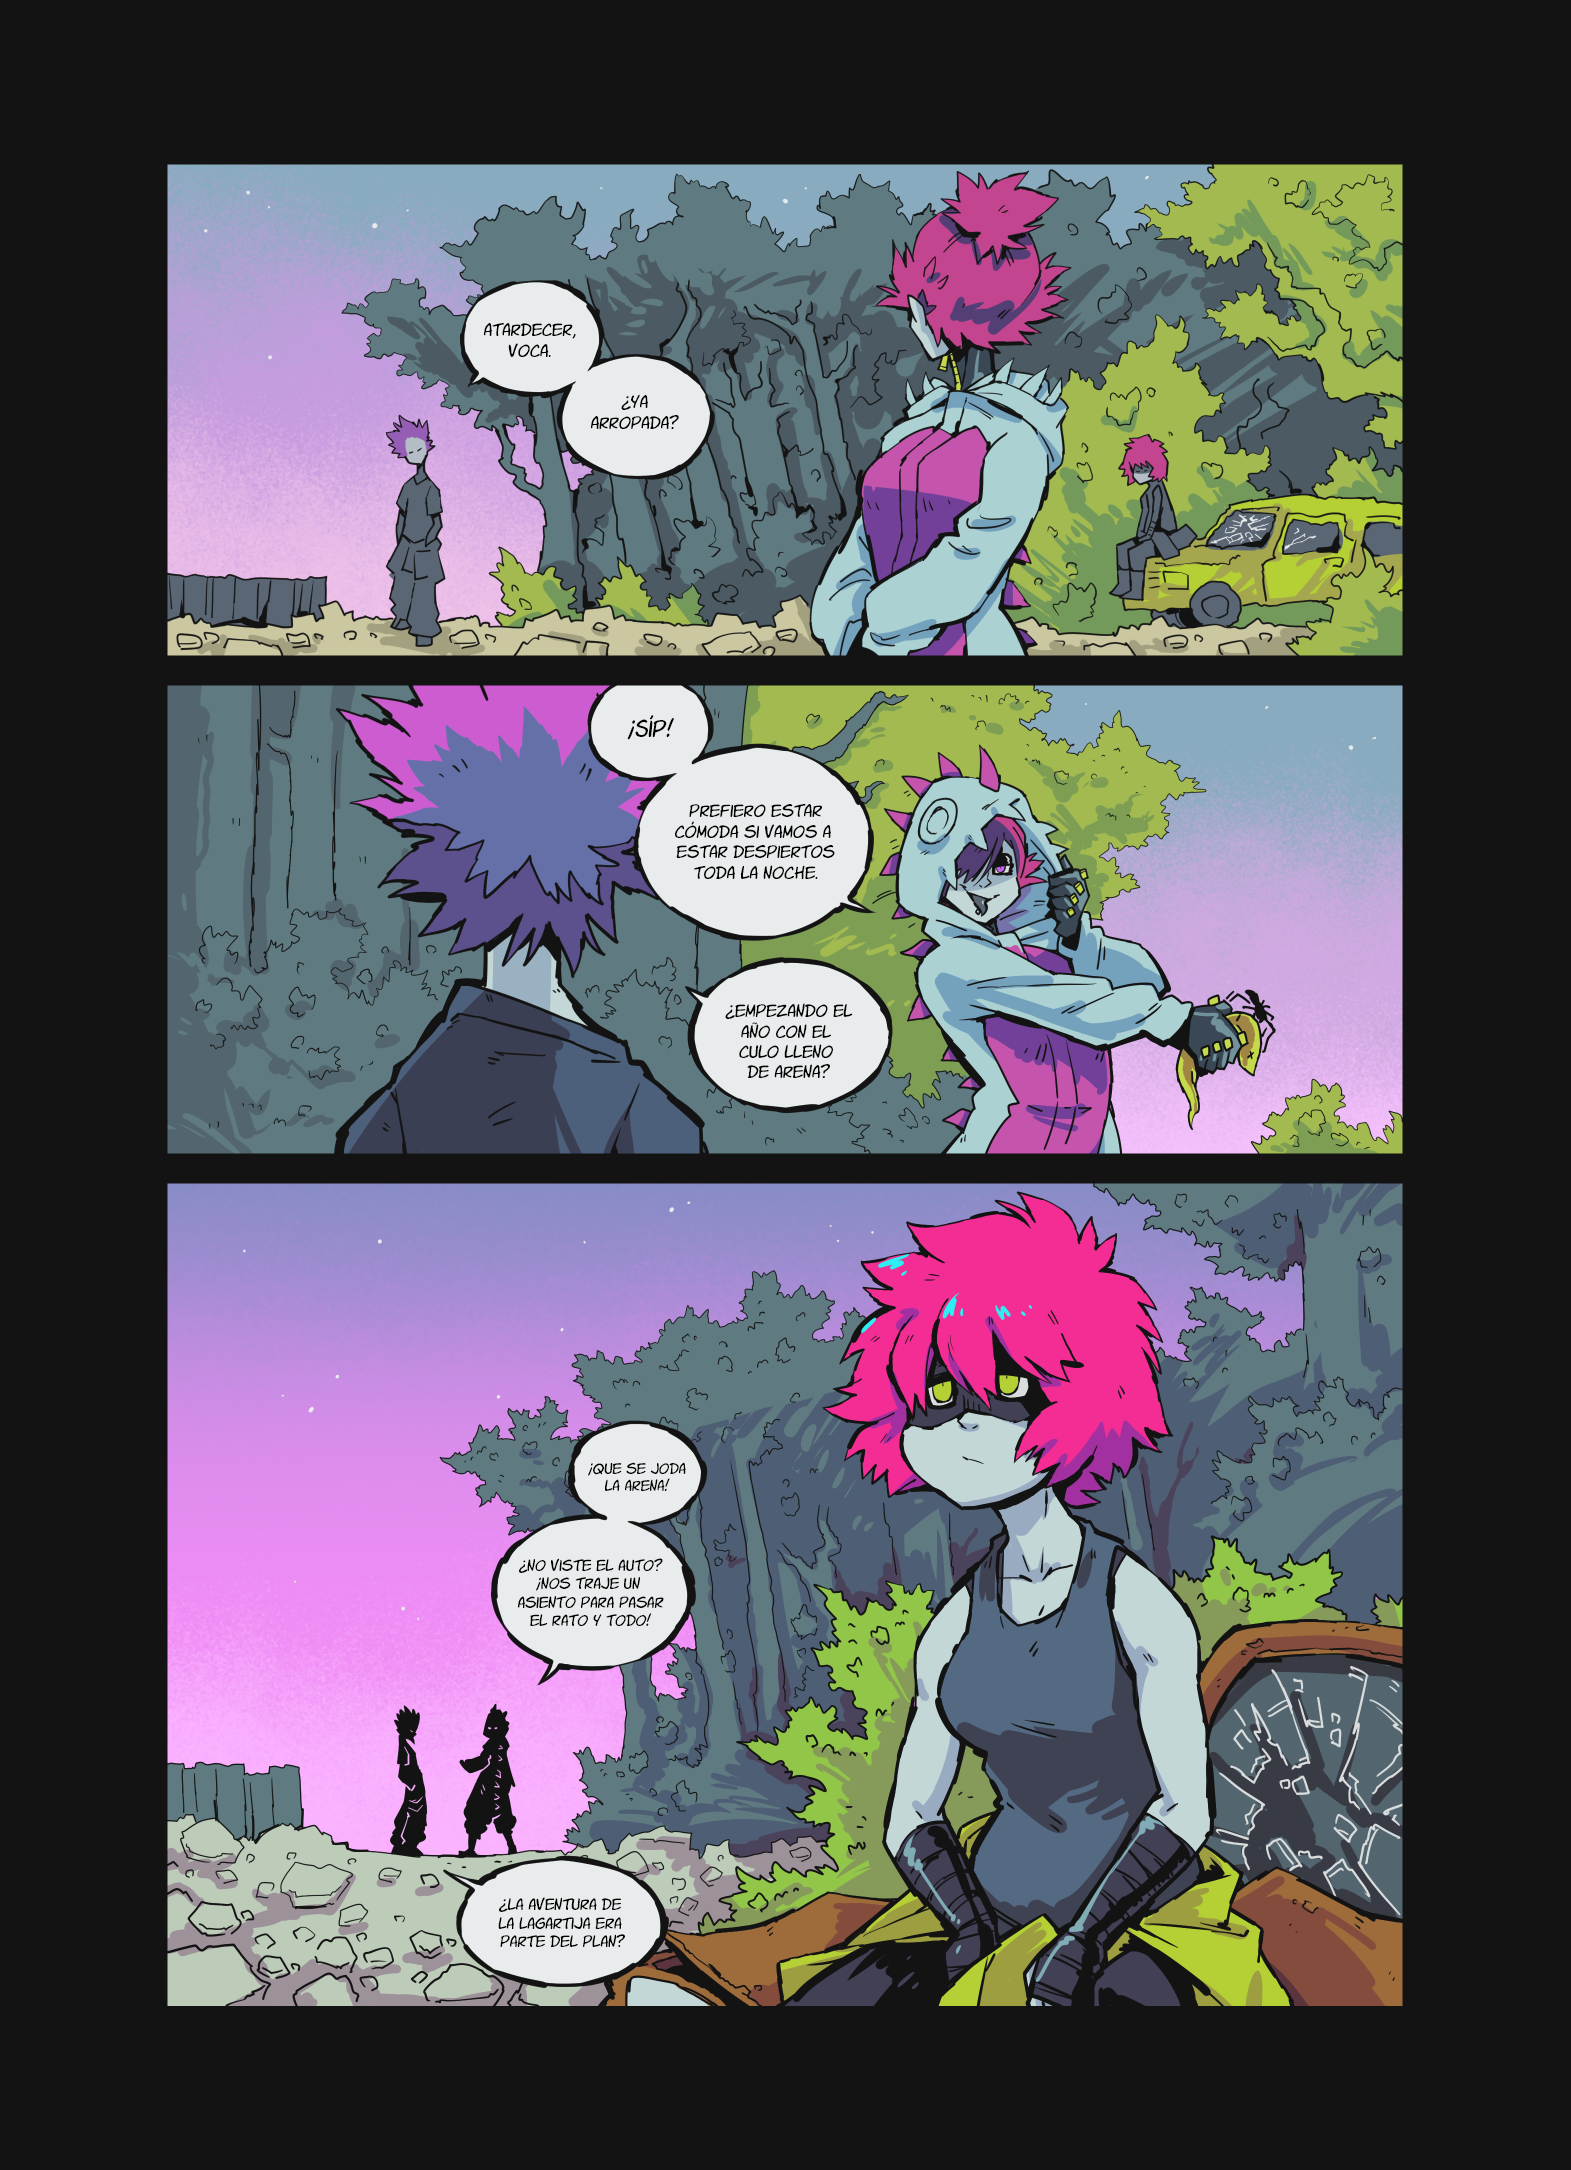 ATARDECER,
VOCA.
¿YA
ARROPADA?
¡SÍP!
PREFIERO ESTAR
CÓMODA SI VAMOS A
ESTAR DESPIERTOS
TODA LA NOCHE.
¿EMPEZANDO EL
AÑO CON EL
CULO LLENO
DE ARENA?
¡QUE SE JODA
LA ARENA!
¿NO VISTE EL AUTO?
¡NOS TRAJE UN
ASIENTO PARA PASAR
EL RATO Y TODO!
¿LA AVENTURA DE
LA LAGARTIJA ERA
PARTE DEL PLAN?